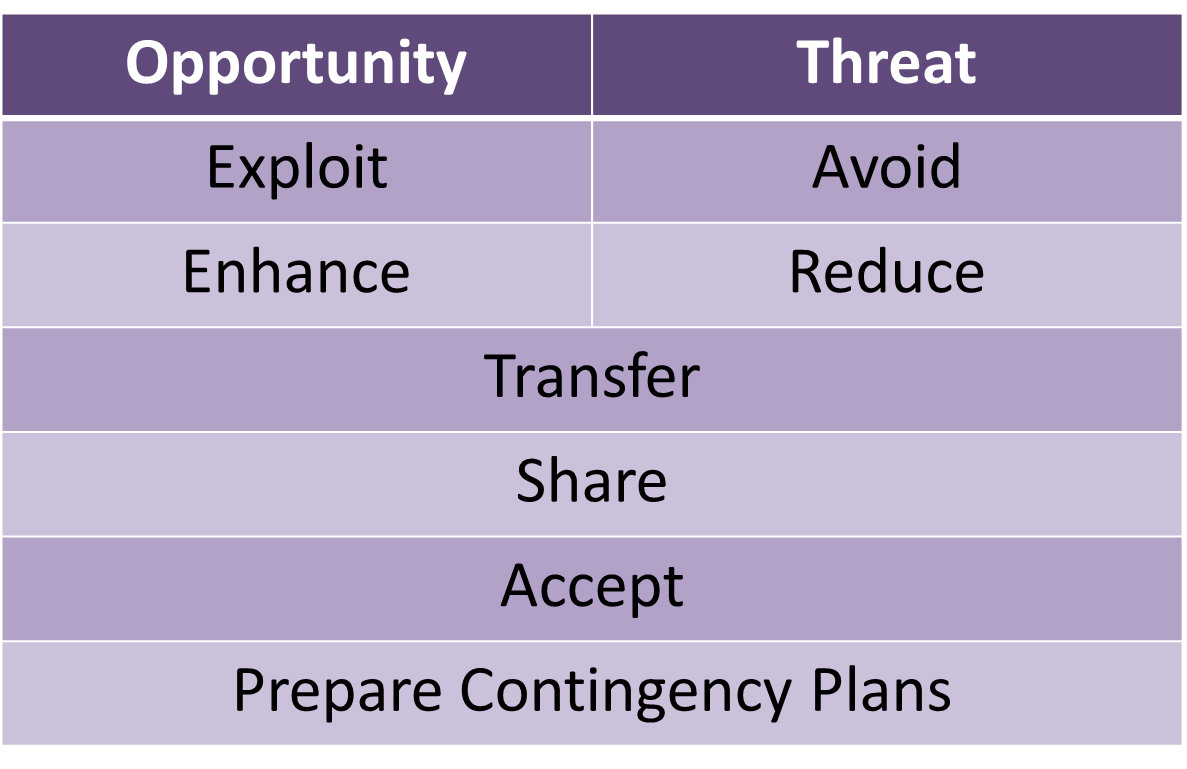 Opportunity Threat
Exploit Avoid
Enhance Reduce
Transfer
Share
Accept
Prepare Contingency Plans